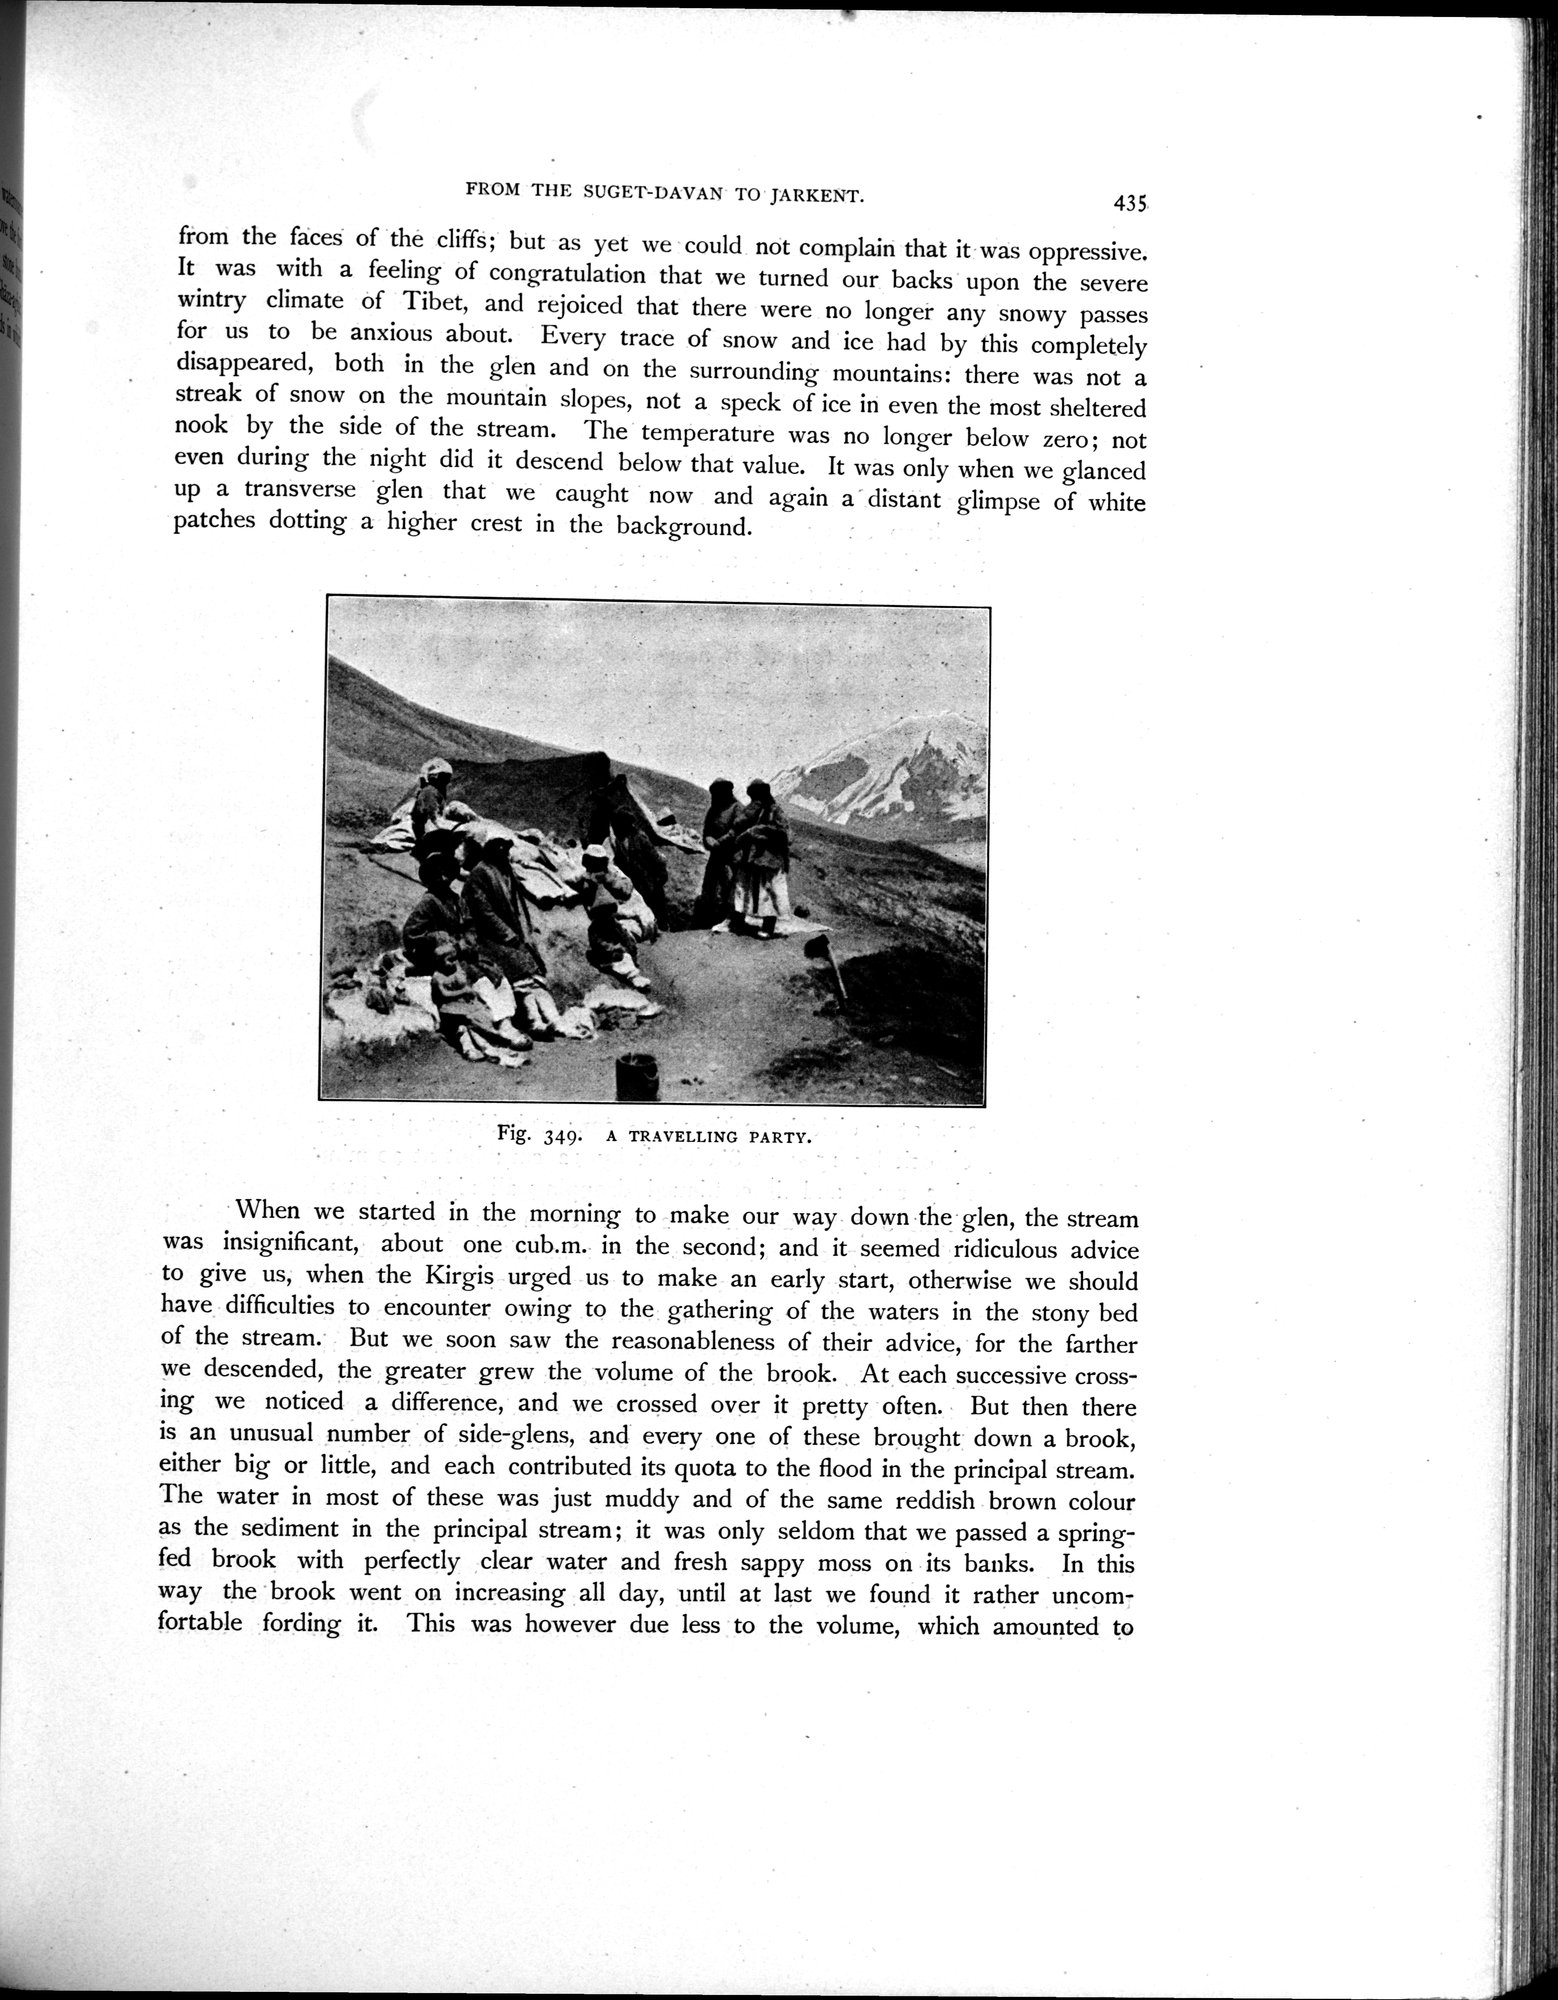 FROM THE SUGET-DAVAN TO JARKENT.
435
from the faces of the cliffs; but as yet we could not complain that it was oppressive.
It was with a feeling of congratulation that we turned our backs upon the severe
wintry climate of Tibet, and rejoiced that there were no longer any snowy passes
for us to be anxious about. Every trace of snow and ice had by this completely
disappeared, both in the glen and on the surrounding mountains: there was not a
streak of snow on the mountain slopes, not a speck of ice in even the most sheltered
nook by the side of the stream. The temperature was no longer below zero; not
even during the night did it descend below that value. It was only when we glanced
up a transverse glen that we caught now and again a distant glimpse of white
patches dotting a higher crest in the background.
Fig. 349. A TRAVELLING PARTY.
When we started in the morning to make our way down the glen, the stream
was insignificant, about one cub.m. in the second; and it seemed ridiculous advice
to give us, when the Kirgis urged us to make an early start, otherwise we should
have difficulties to encounter owing to the gathering of the waters in the stony bed
of the stream. But we soon saw the reasonableness of their advice, for the farther
we descended, the greater grew the volume of the brook. At each successive cross-
ing we noticed a difference, and we crossed over it pretty often. But then there
is an unusual number of side-glens, and every one of these brought down a brook,
either big or little, and each contributed its quota to the flood in the principal stream.
The water in most of these was just muddy and of the same reddish brown colour
as the sediment in the principal stream; it was only seldom that we passed a spring-
fed brook with perfectly clear water and fresh sappy moss on its banks. In this
way the brook went on increasing all day, until at last we found it rather uncom-
fortable fording it. This was however due less to the volume, which amounted to